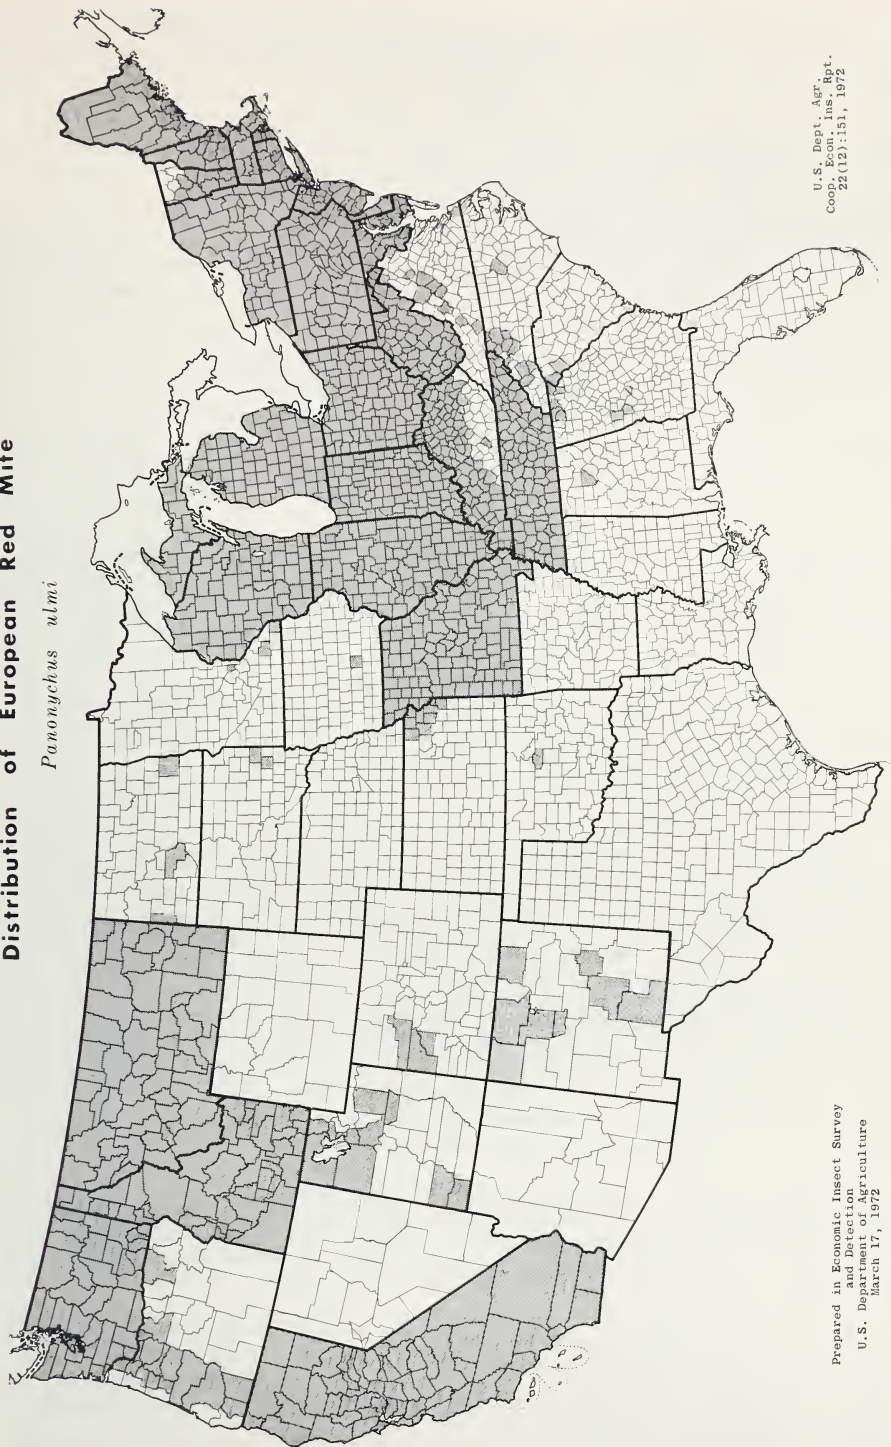 Distribution of European Red Mite
Panonychus ulmi
U.S. Dept. Agr.
Coop. Econ. Ins. Rpt.
22(12):151, 1972
Prepared in Economic Insect Survey
and Detection
U.S. Department of Agriculture
March 17, 1972